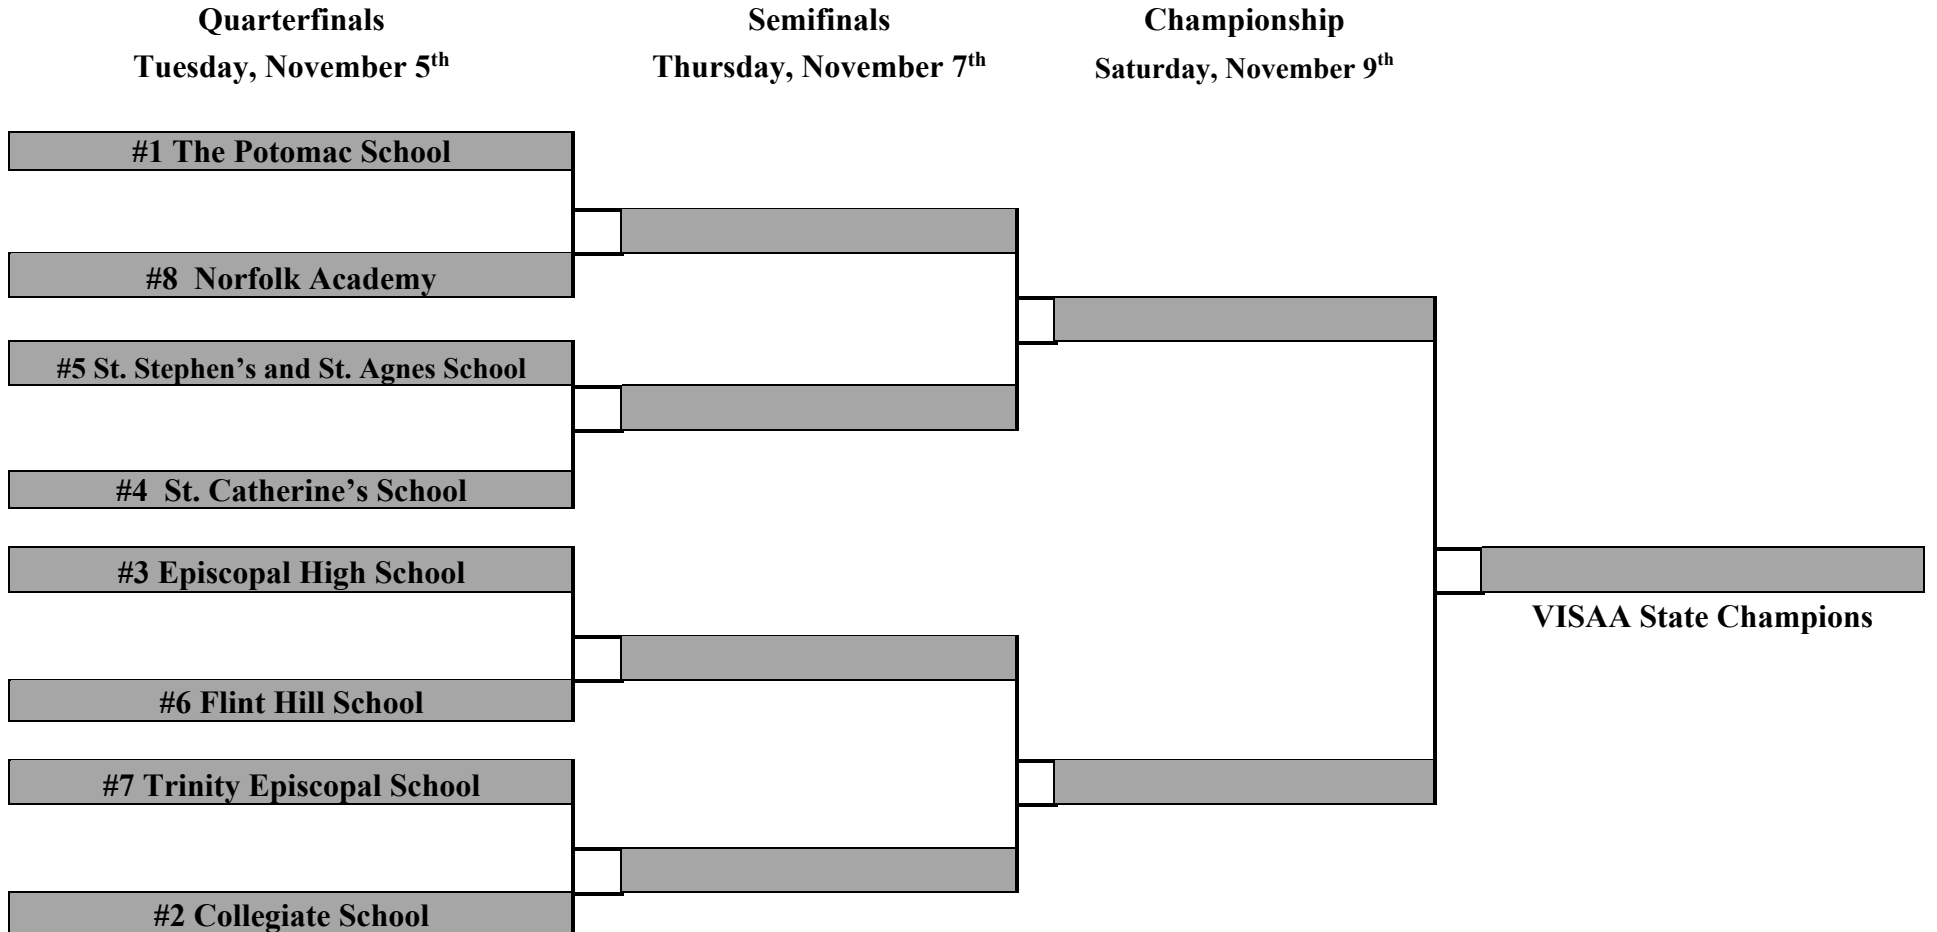 Quarterfinals
Tuesday, November 5th
Semifinals
Thursday, November 7th
Championship
Saturday, November 9th
#1 The Potomac School
#8  Norfolk Academy
#5 St. Stephen’s and St. Agnes School
#4  St. Catherine’s School
#3 Episcopal High School
#6 Flint Hill School
#7 Trinity Episcopal School
#2 Collegiate School
VISAA State Champions